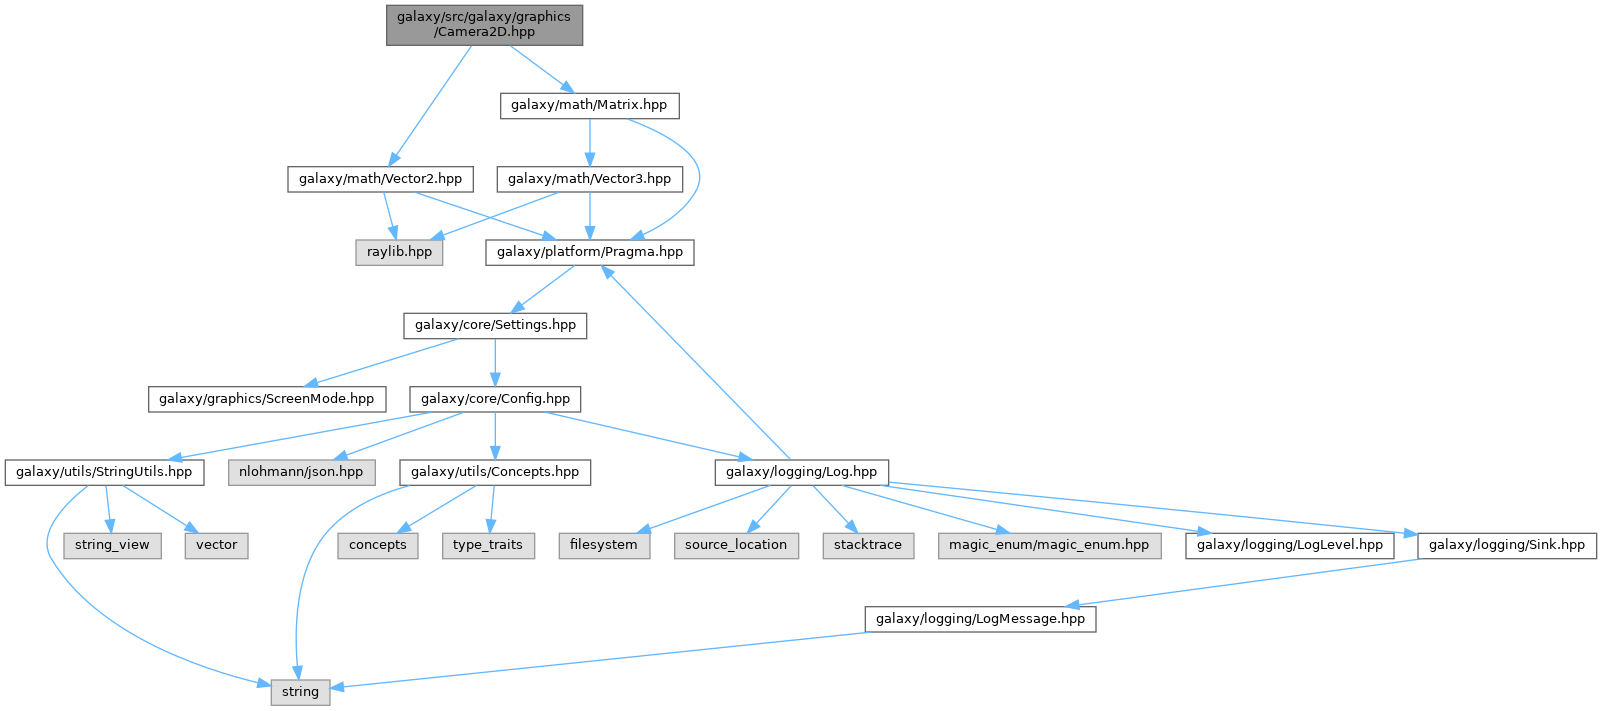 galaxy/src/galaxy/graphics
/Camera2D.hpp
galaxy/math/Matrix.hpp
galaxy/math/Vector2.hpp
galaxy/math/Vector3.hpp
raylib.hpp
galaxy/platform/Pragma.hpp
galaxy/core/Settings.hpp
galaxy/graphics/ScreenMode.hpp
galaxy/core/Config.hpp
galaxy/utils/StringUtils.hpp
nlohmann/json.hpp
galaxy/utils/Concepts.hpp
galaxy/logging/Log.hpp
string_view
vector
concepts
type_traits
filesystem
source_location
stacktrace
magic_enum/magic_enum.hpp
galaxy/logging/LogLevel.hpp
galaxy/logging/Sink.hpp
galaxy/logging/LogMessage.hpp
string